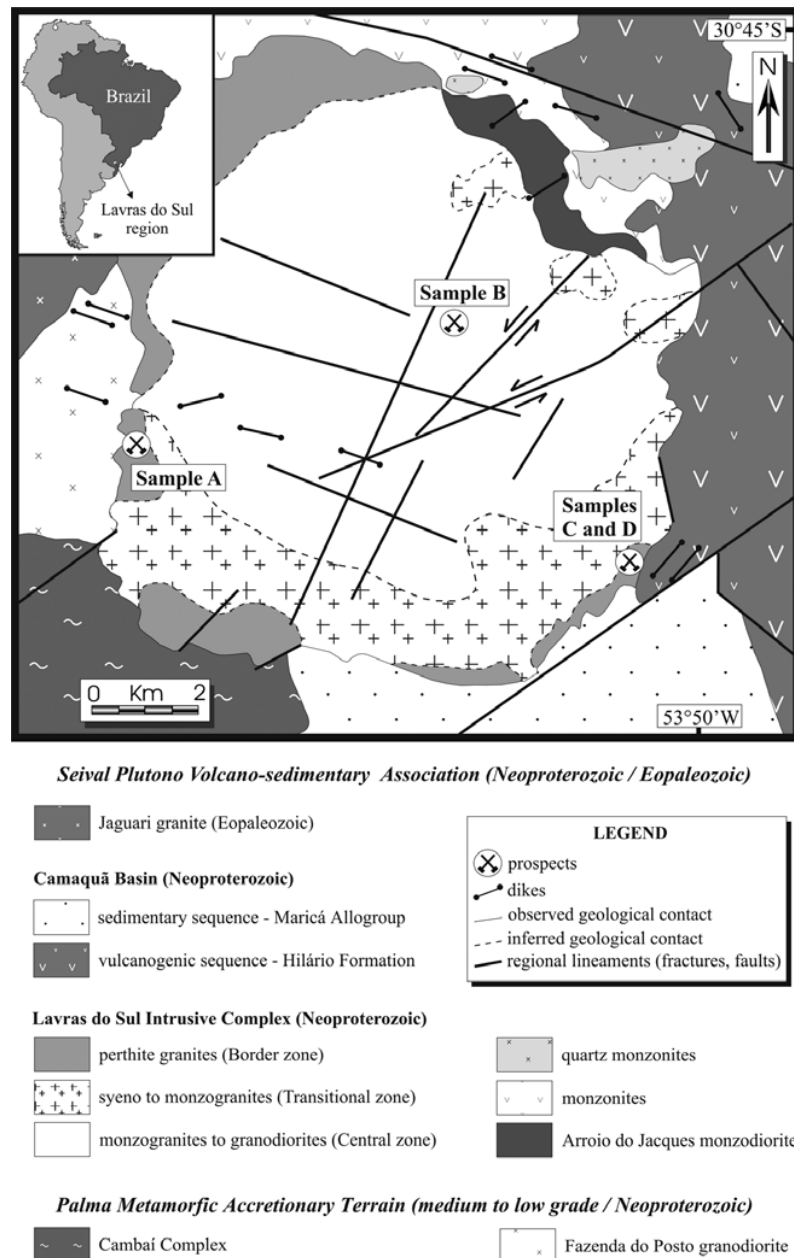 Brazil
Lavras do Sul
region
30°45'S
N
Sample B
Sample A
Samples
C and D
0 Km 2
53°50'W
Seival Plutono Volcano-sedimentary Association (Neoproterozoic / Eopaleozoic)
Jaguari granite (Eopaleozoic)
Camaquã Basin (Neoproterozoic)
sedimentary sequence - Maricá Allogroup
vulcanogenic sequence - Hilário Formation
LEGEND
prospects
dikes
observed geological contact
inferred geological contact
regional lineaments (fractures, faults)
Lavras do Sul Intrusive Complex (Neoproterozoic)
perthite granites (Border zone)
syeno to monzogranites (Transitional zone)
monzogranites to granodiorites (Central zone)
quartz monzonites
monzonites
Arroio do Jacques monzodiorite
Palma Metamorfic Accretionary Terrain (medium to low grade / Neoproterozoic)
Cambaí Complex
Fazenda do Posto granodiorite